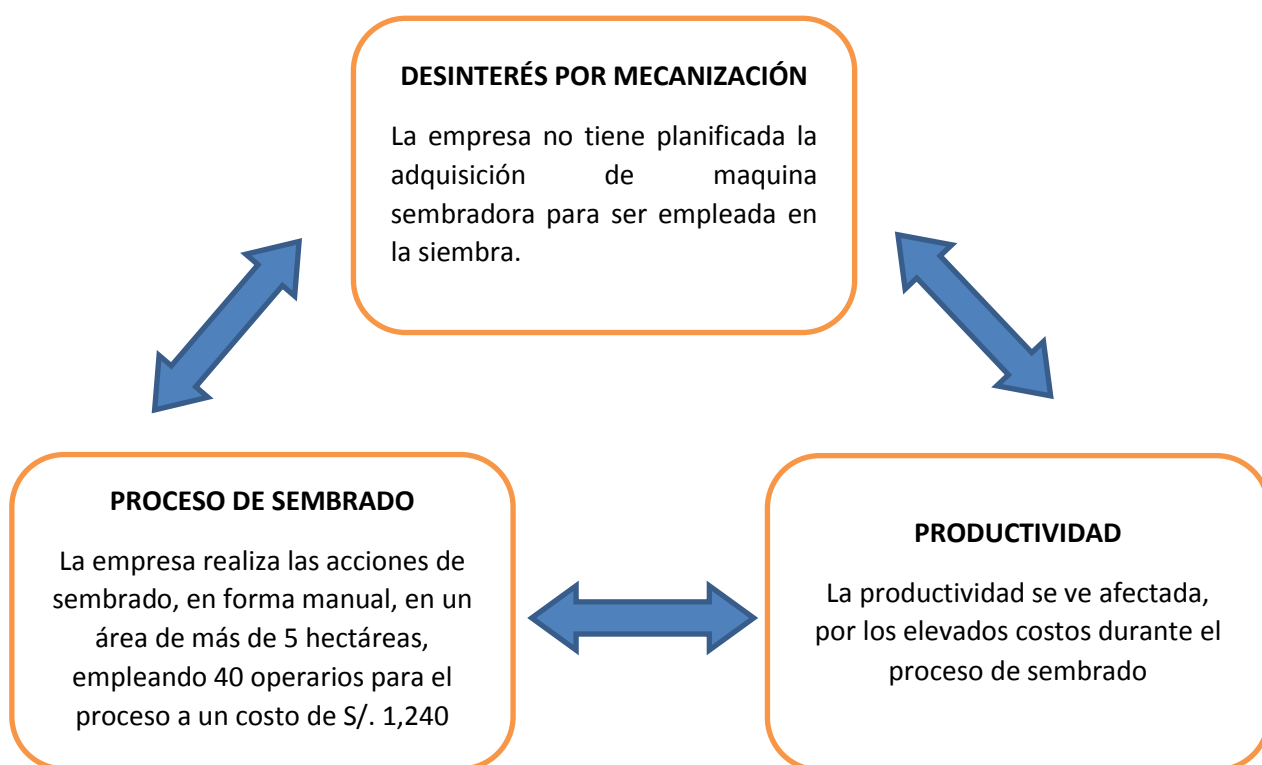 DESINTERÉS POR MECANIZACIÓN
La empresa no tiene planificada la
adquisición de maquina
sembradora para ser empleada en
la siembra.
PROCESO DE SEMBRADO
La empresa realiza las acciones de
sembrado, en forma manual, en un
área de más de 5 hectáreas,
empleando 40 operarios para el
proceso a un costo de S/. 1,240
PRODUCTIVIDAD
La productividad se ve afectada,
por los elevados costos durante el
proceso de sembrado